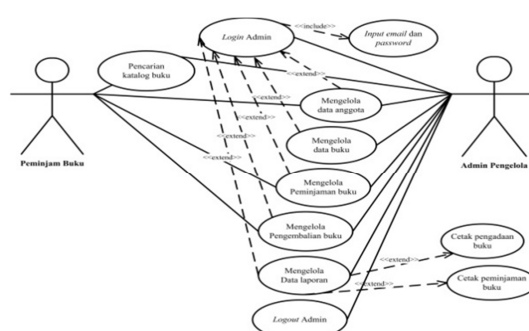 <<include>>
Login Admin
Input email dan
password
Pencarian
katalog buku
<<extend>>
Mengelola
data anggota
<<extend>>
<<extend>>
Mengelola
data buku
<<extend>>
<<extend>>
Peminjam Buku
Admin Pengelola
Mengelola
Peminjaman buku
Mengelola
Pengembalian buku
Cetak pengadaan
buku
<<extend>>
Mengelola
Data laporan
<<extend>>
Cetak peminjaman
buku
Logout Admin